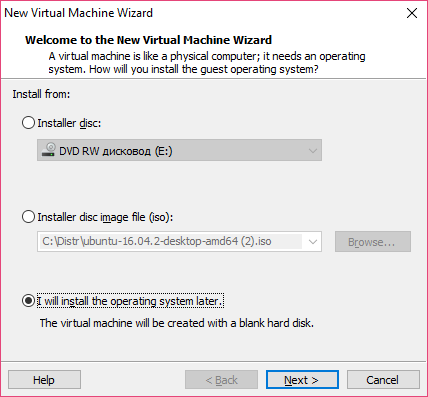 New Virtual Machine Wizard
Welcome to the New Virtual Machine Wizard
A virtual machine is like a physical computer; it needs an operating
system. How will you install the guest operating system?
Install from:
Installer disc:
DVD RW дисковод (E:)
Installer disc image file (iso):
C:\Distr\ubuntu-16.04.2-desktop-amd64 (2).iso
Browse...
I will install the operating system later.
The virtual machine will be created with a blank hard disk.
Help
< Back
Next >
Cancel